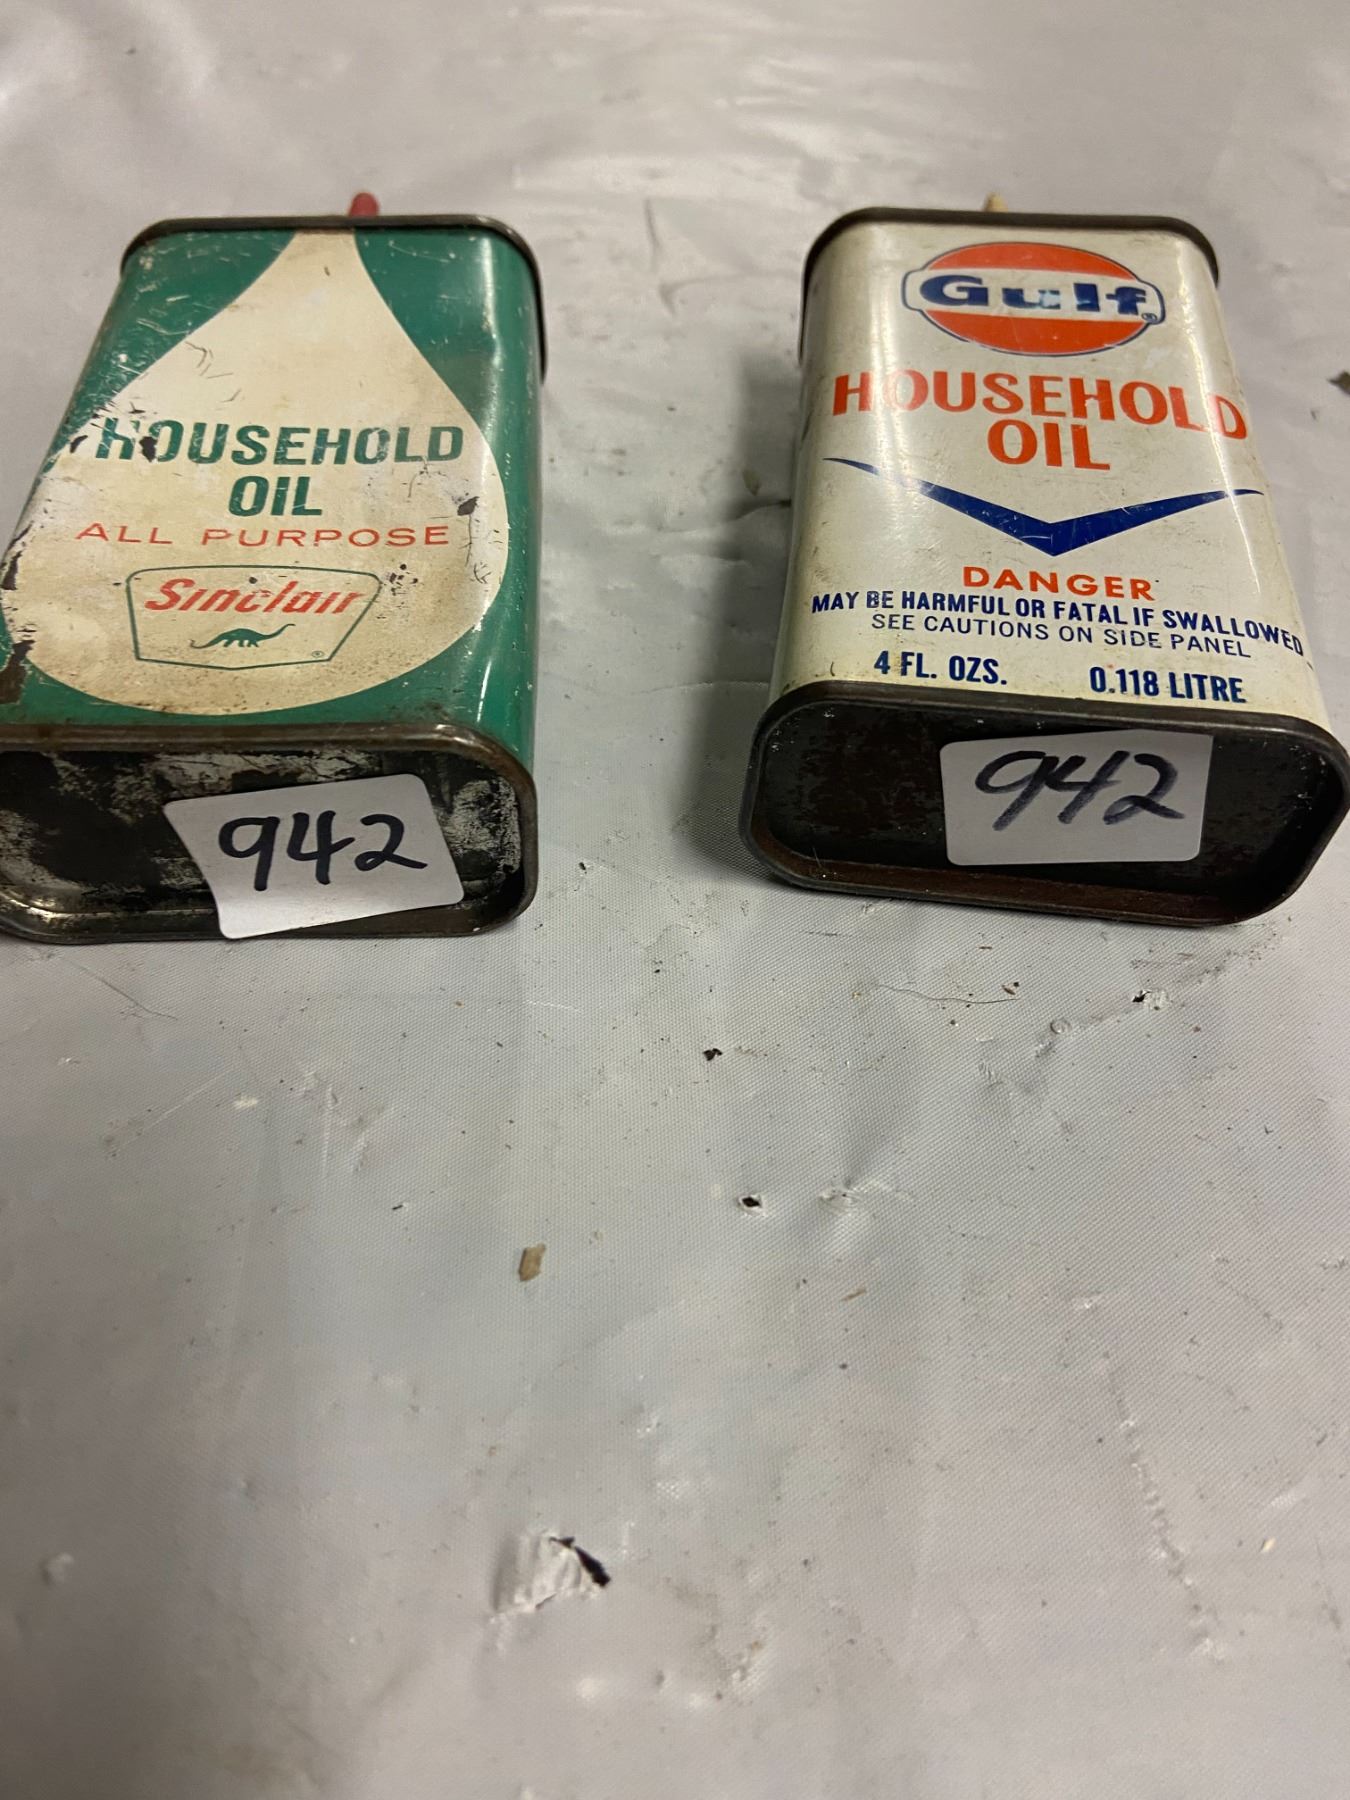 HOUSEHOLD
OIL
ALL PURPOSE
Sinclair
®
942
Gulf®
HOUSEHOLD
OIL
DANGER
MAY BE HARMFUL OR FATAL IF SWALLOWED
SEE CAUTIONS ON SIDE PANEL
4 FL. OZS. 0.118 LITRE
942